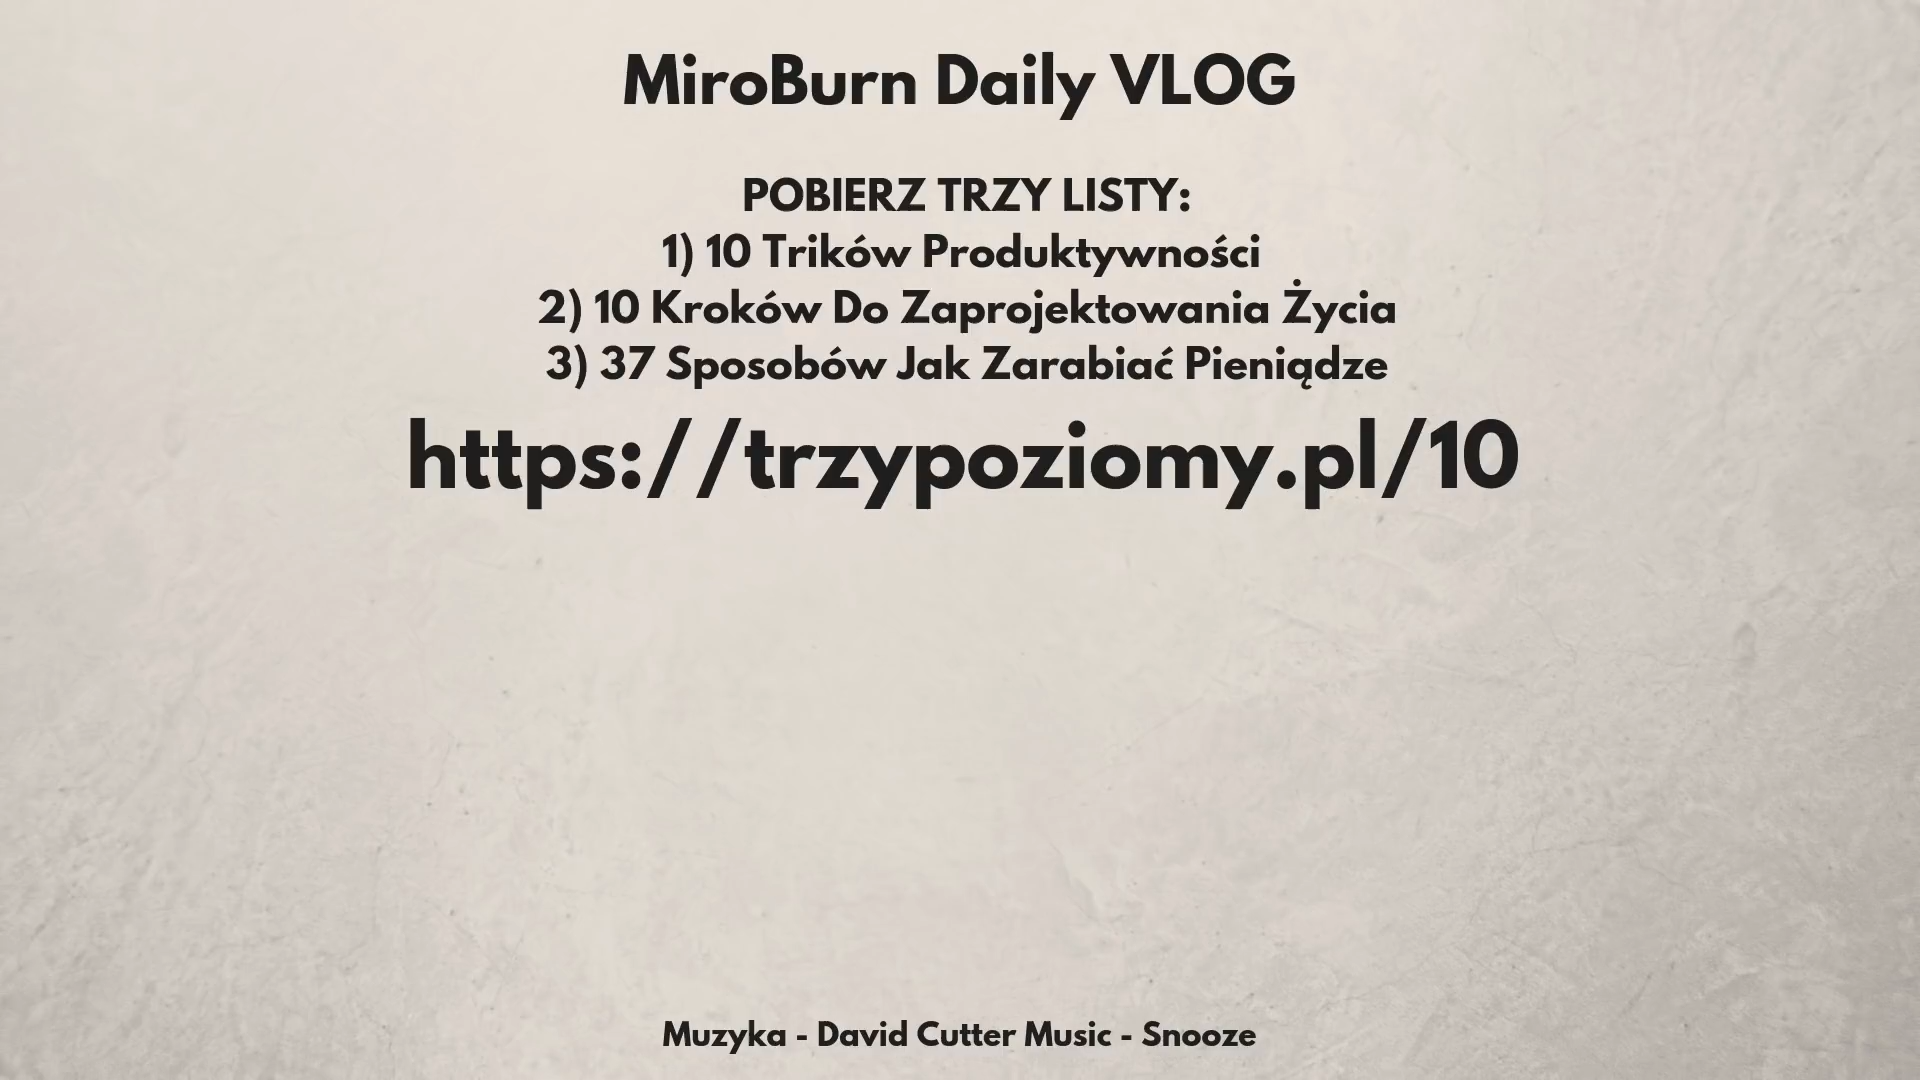 MiroBurn Daily VLOG
POBIERZ TRZY LISTY:
1) 10 Trików Produktywności
2) 10 Kroków Do Zaprojektowania Życia
3) 37 Sposobów Jak Zarabiać Pieniądze
https://trzypoziomy.pl/10
Muzyka - David Cutter Music - Snooze